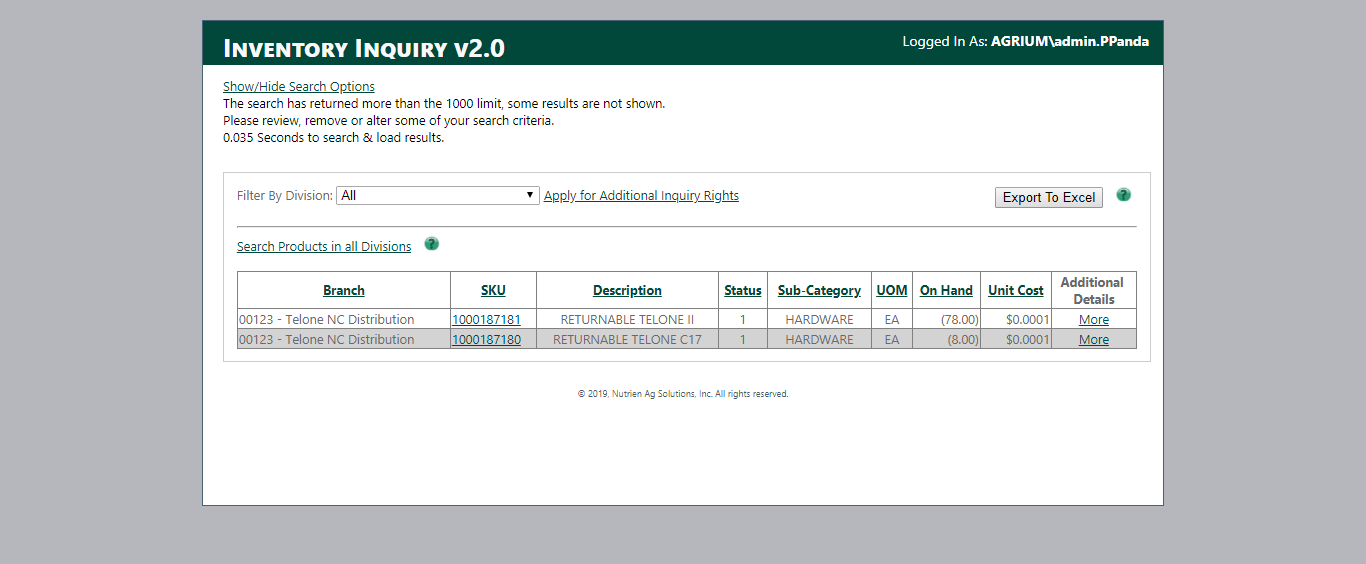 INVENTORY INQUIRY V2.0
Logged In As: AGRIUM\admin.PPanda
Show/Hide Search Options
The search has returned more than the 1000 limit, some results are not shown.
Please review, remove or alter some of your search criteria.
0.035 Seconds to search & load results.
Filter By Division: All Apply for Additional Inquiry Rights Export To Excel ?
Search Products in all Divisions ?
Branch SKU Description Status Sub-Category UOM On Hand Unit Cost Additional Details
00123 - Telone NC Distribution 1000187181 RETURNABLE TELONE II 1 HARDWARE EA (78.00) $0.0001 More
00123 - Telone NC Distribution 1000187180 RETURNABLE TELONE C17 1 HARDWARE EA (8.00) $0.0001 More
© 2019, Nutrien Ag Solutions, Inc. All rights reserved.